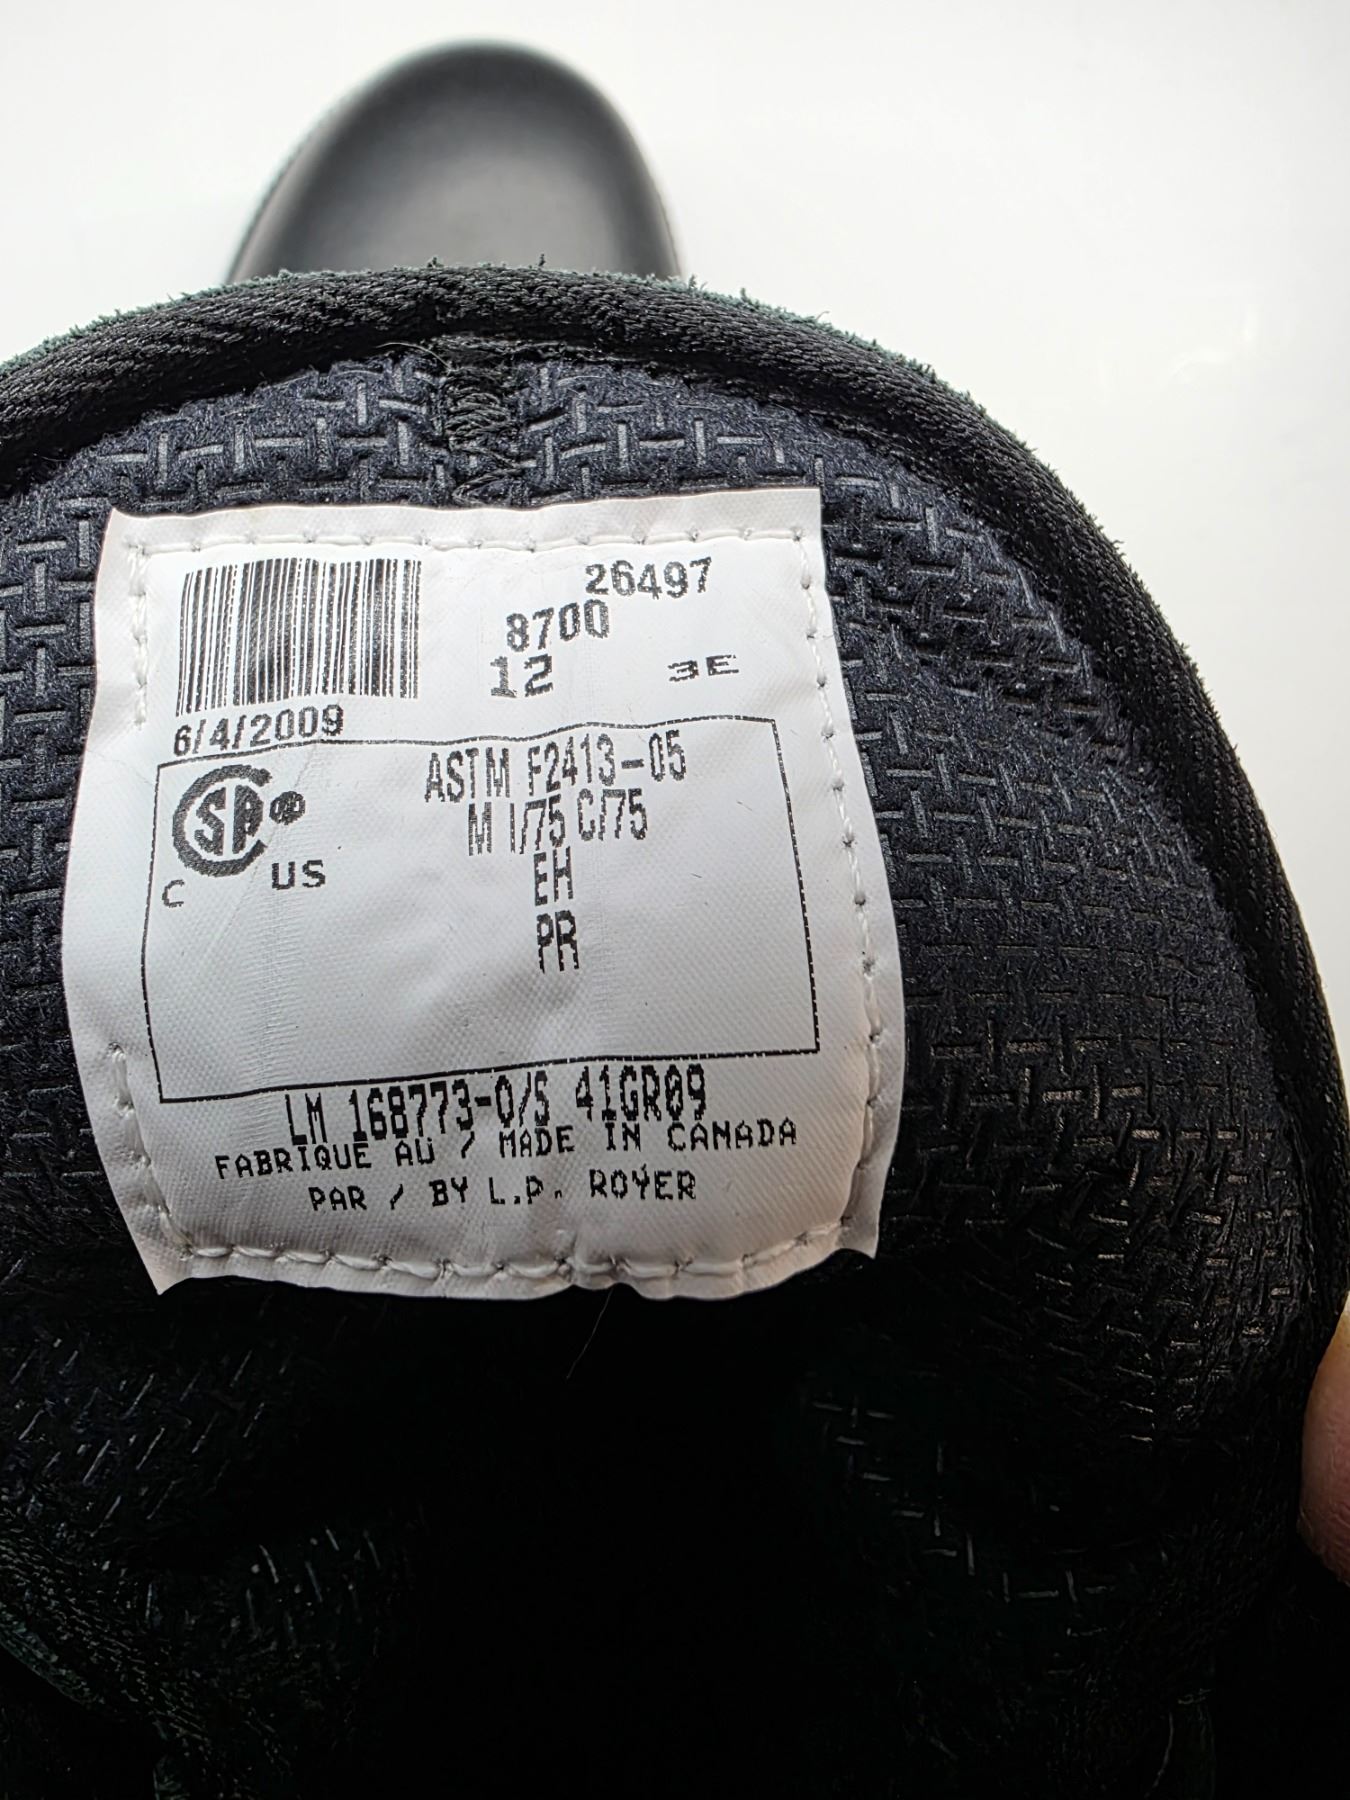 26497
8700
12 3E
6/4/2009
ASTM F2413-05
M I/75 C/75
EH
PR
CSA ®
C US
LM 168773-O/S 41GR09
FABRIQUE AU / MADE IN CANADA
PAR / BY L.P. ROYER